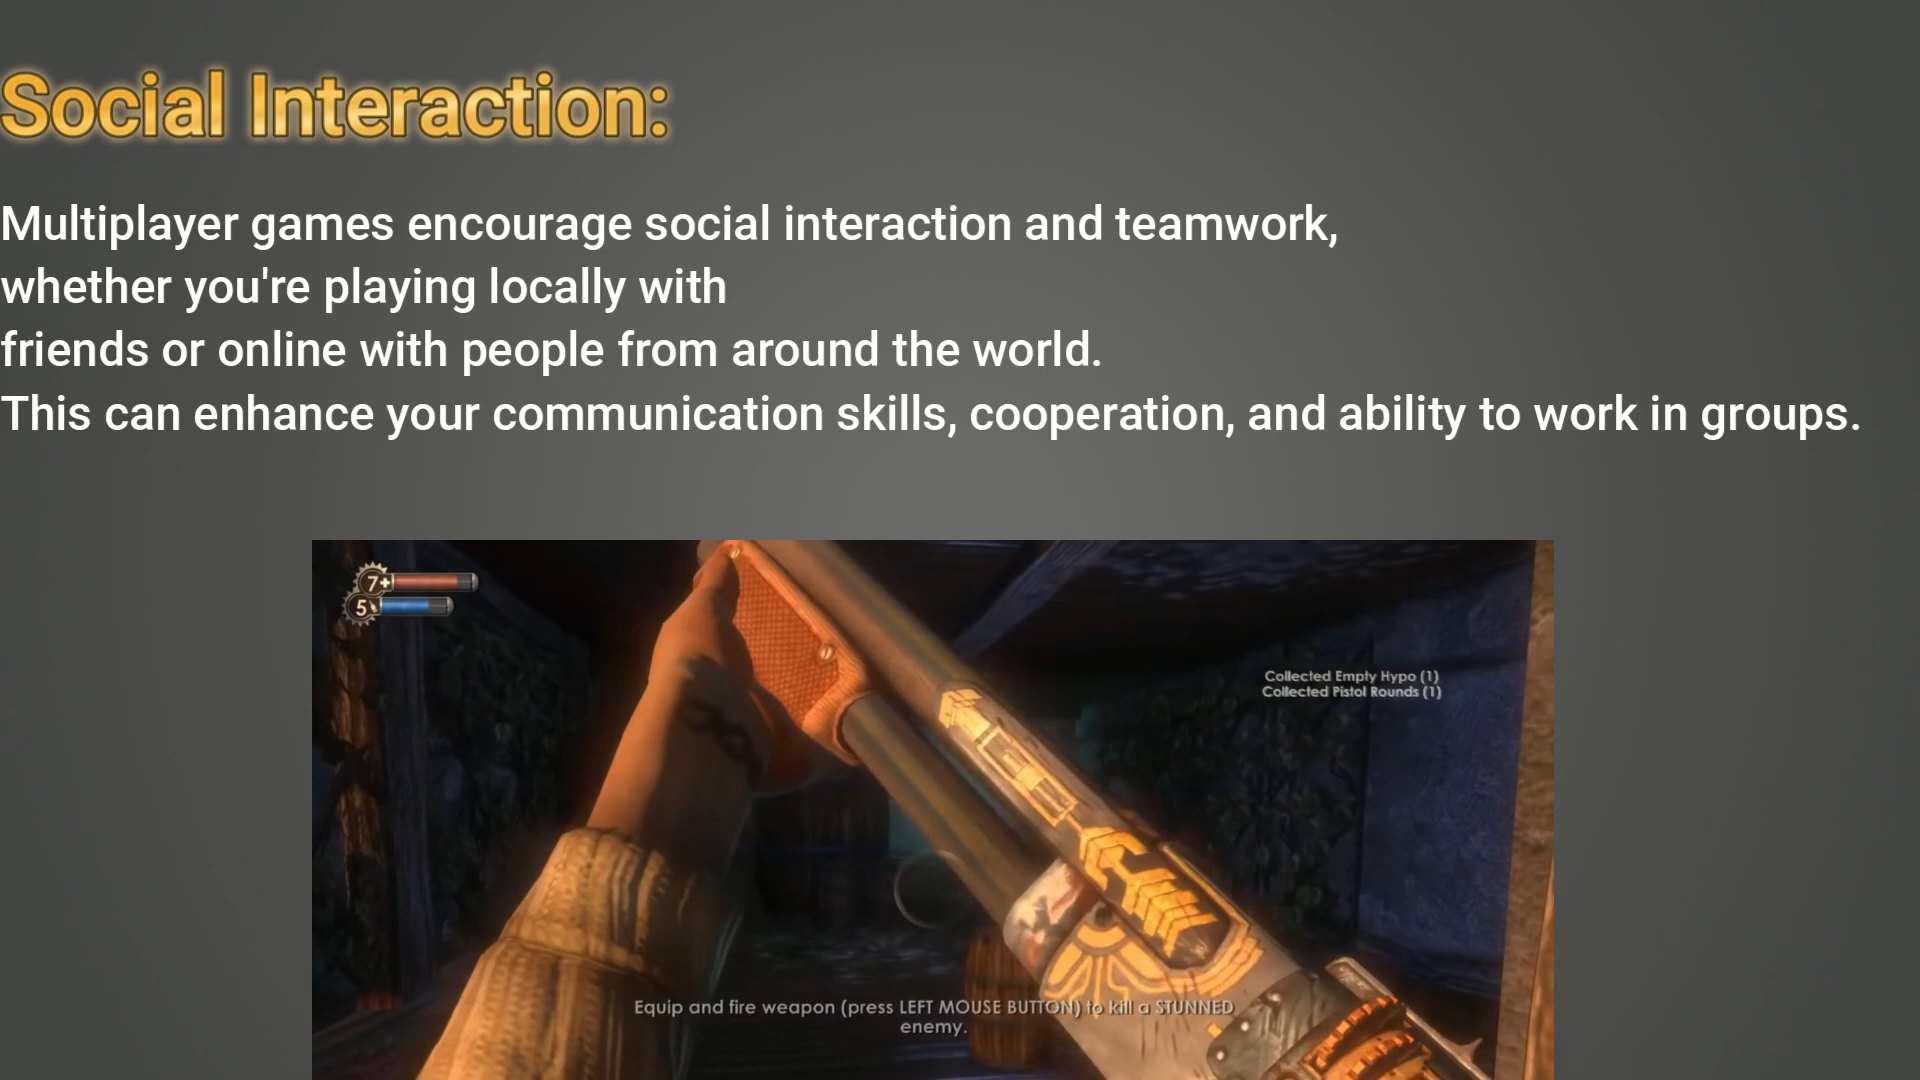 Social Interaction:
Multiplayer games encourage social interaction and teamwork,
whether you're playing locally with
friends or online with people from around the world.
This can enhance your communication skills, cooperation, and ability to work in groups.
7
5
Collected Empty Hypo (1)
Collected Pistol Rounds (1)
Equip and fire weapon (press LEFT MOUSE BUTTON) to kill a STUNNED
enemy.